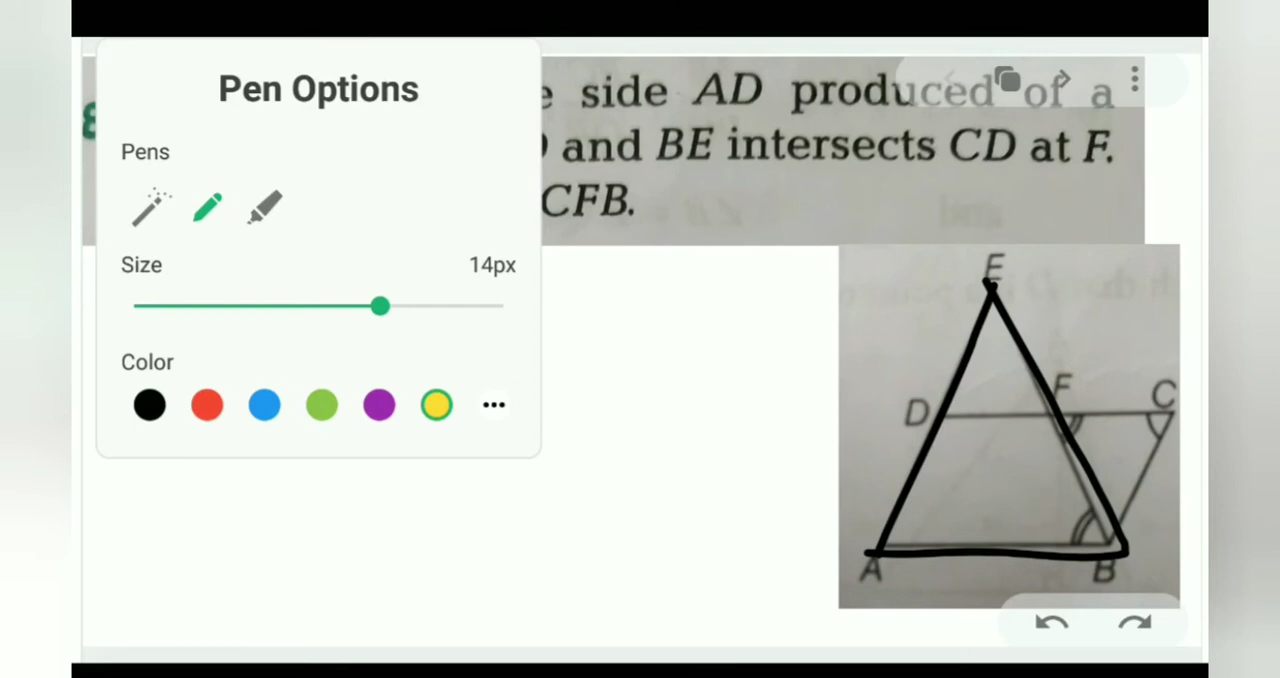 Pen Options
Pens
Size 14px
Color
side AD produced of a
and BE intersects CD at F.
CFB.
E
F
C
D
A
B